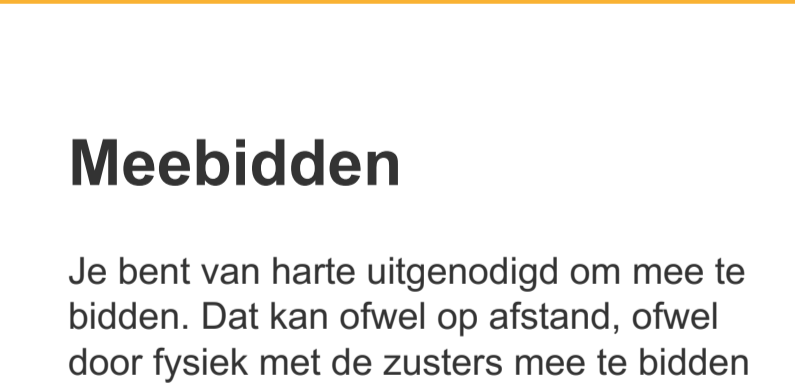 Meebidden
Je bent van harte uitgenodigd om mee te
bidden. Dat kan ofwel op afstand, ofwel
door fysiek met de zusters mee te bidden